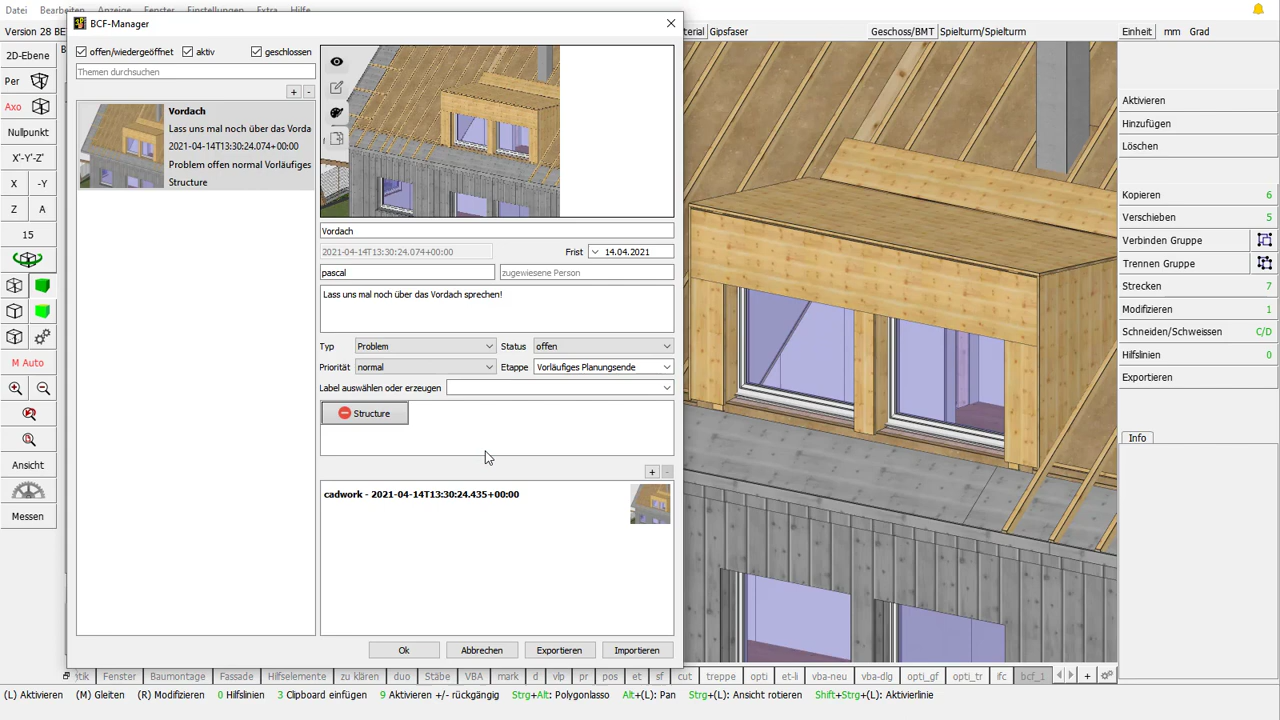 Datei Bearbeiten Anzeige Fenster Einstellungen Extra Hilfe
BCF-Manager
Version 28 BE
Gipsfaser
Geschoss/BMT Spielturm/Spielturm
Einheit mm Grad
offen/wiedergeöffnet aktiv geschlossen
Themen durchsuchen
+ -
Vordach
Lass uns mal noch über das Vorda
2021-04-14T13:30:24.074+00:00
Problem offen normal Vorläufiges
Structure
Vordach
2021-04-14T13:30:24.074+00:00
Frist 14.04.2021
pascal
zugewiesene Person
Lass uns mal noch über das Vordach sprechen!
Typ Problem Status offen
Priorität normal Etappe Vorläufiges Planungsende
Label auswählen oder erzeugen
Structure
+ -
cadwork - 2021-04-14T13:30:24.435+00:00
Ok Abbrechen Exportieren Importieren
2D-Ebene
Per
Axo
Nullpunkt
X'-Y'-Z'
X -Y
Z A
15
M Auto
Ansicht
Messen
Aktivieren
Hinzufügen
Löschen
Kopieren 6
Verschieben 5
Verbinden Gruppe
Trennen Gruppe
Strecken 7
Modifizieren 1
Schneiden/Schweissen C/D
Hilfslinien
Exportieren
Info
Feinster Baumontage Fassade Hilfselemente zu klären duo Stäbe VBA mark d vlp pr pos et sf cut treppe opti et-li vba-neu vba-dlg opti_gf opti_tr ifc bcf_1 +
(L) Aktivieren (M) Gleiten (R) Modifizieren 0 Hilfslinien 3 Clipboard einfügen 9 Aktivieren +/- rückgängig Strg+Alt: Polygonlasso Alt+(L): Pan Strg+(L): Ansicht rotieren Shift+Strg+(L): Aktivierlinie